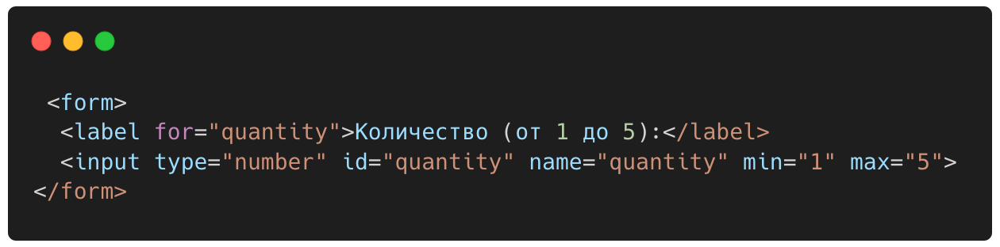 <form>
<label for="quantity">Количество (от 1 до 5):</label>
<input type="number" id="quantity" name="quantity" min="1" max="5">
</form>